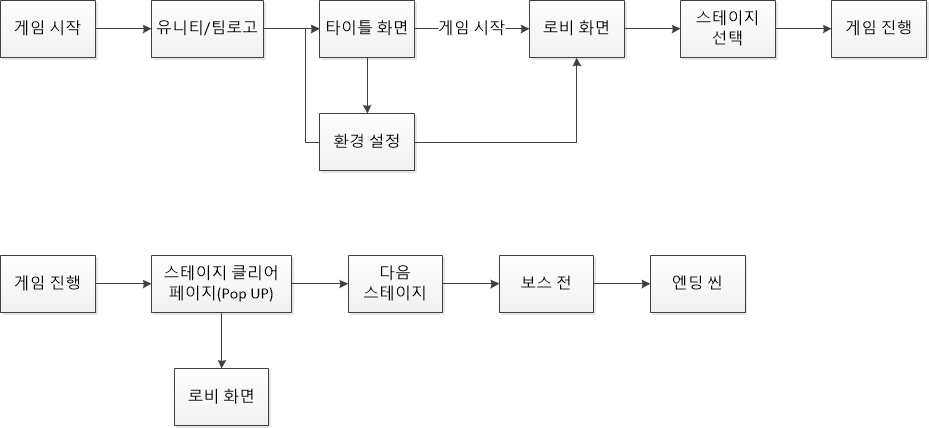 게임 시작
유니티/팀로고
타이틀 화면
게임 시작
로비 화면
스테이지
선택
게임 진행
환경 설정
게임 진행
스테이지 클리어
페이지(Pop UP)
다음
스테이지
보스 전
엔딩 씬
로비 화면